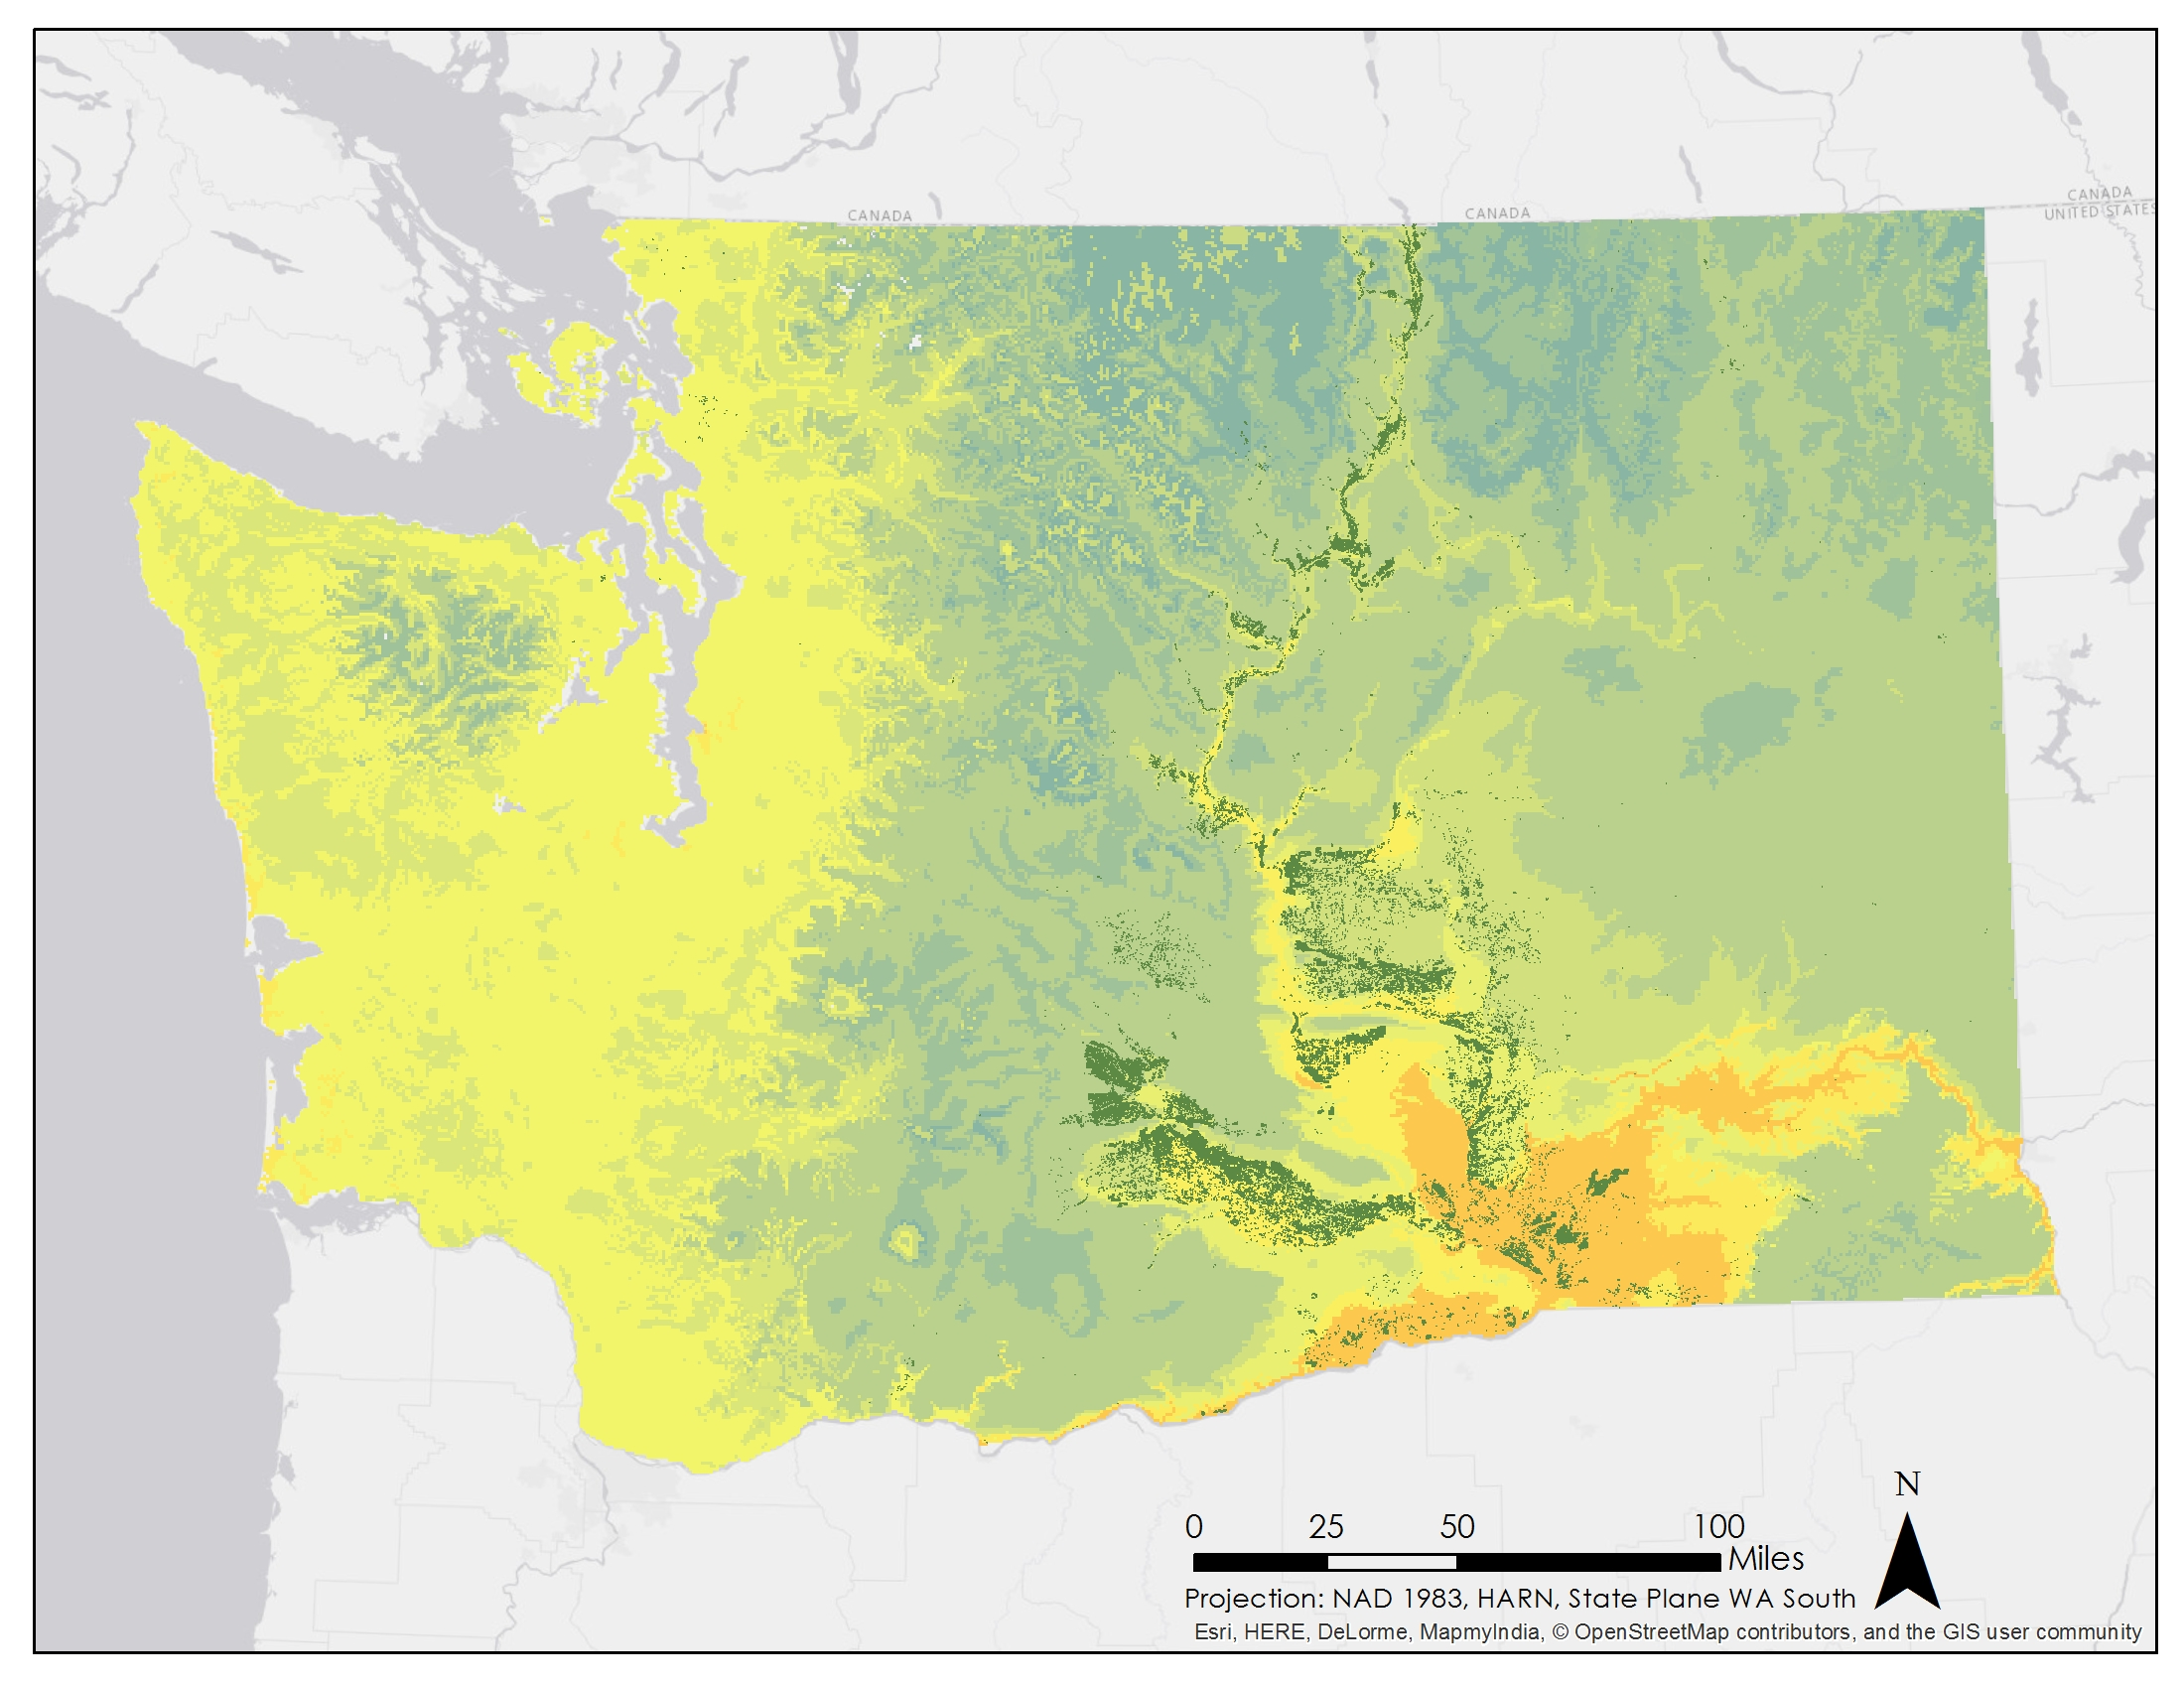 CANADA
CANADA
CANADA
UNITED STATES
N
0 25 50 100
Miles
Projection: NAD 1983, HARN, State Plane WA South
Esri, HERE, DeLorme, MapmyIndia, © OpenStreetMap contributors, and the GIS user community